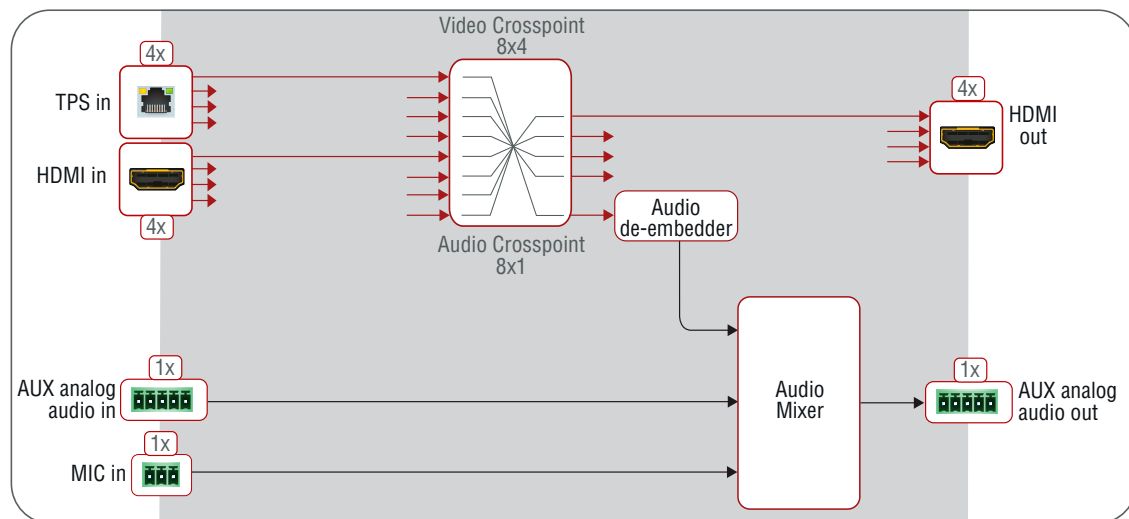 Video Crosspoint
8x4
4x
TPS in
HDMI in
4x
4x
HDMI
out
Audio
de-embedder
Audio Crosspoint
8x1
1x
AUX analog
audio in
1x
MIC in
Audio
Mixer
1x
AUX analog
audio out